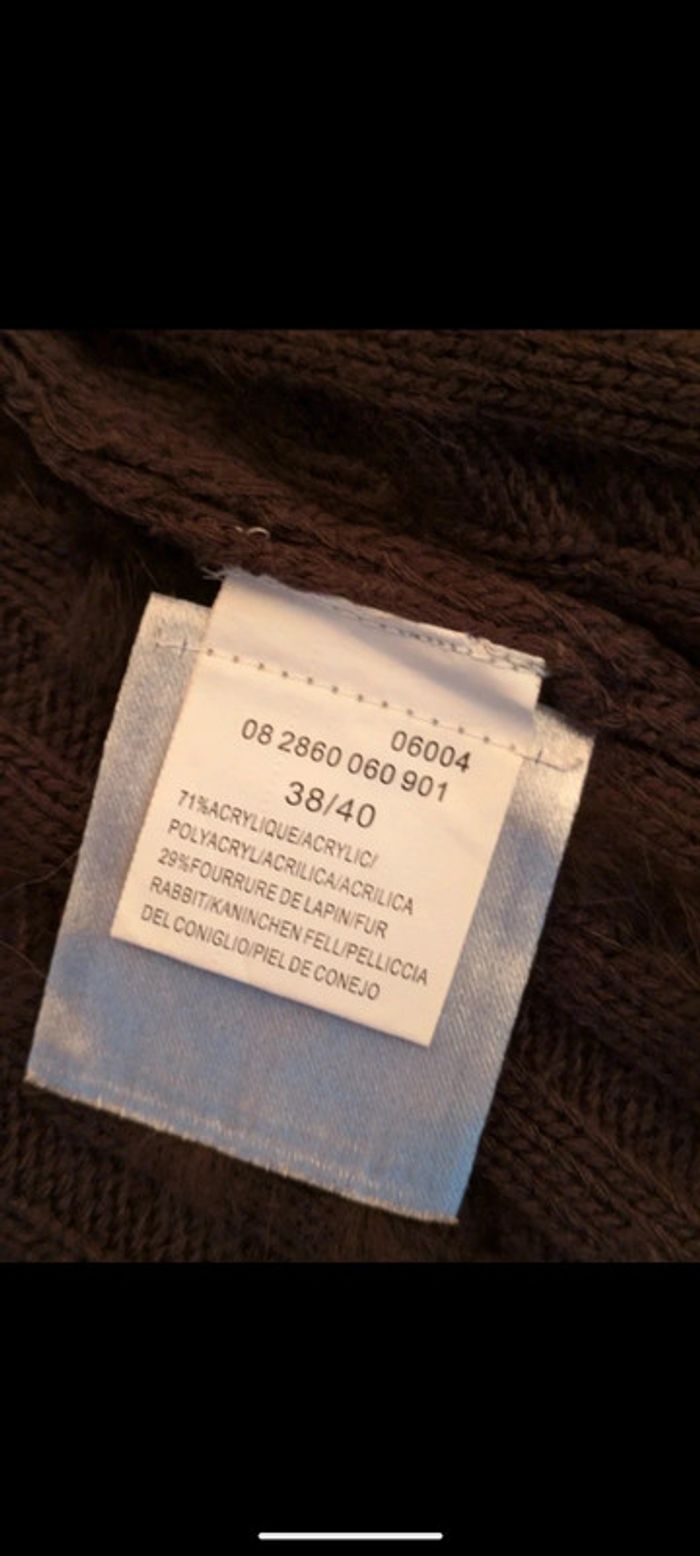 06004
08 2860 060 901
38/40
71%ACRYLIQUE/ACRYLIC/
POLYACRYL/ACRILICA/ACRILICA
29%FOURRURE DE LAPIN/FUR
RABBIT/KANINCHEN FELL/PELLICCIA
DEL CONIGLIO/PIEL DE CONEJO